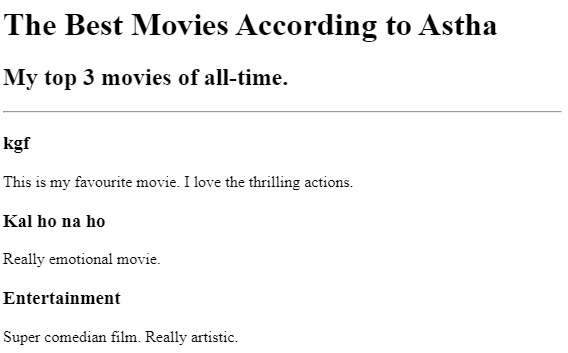 The Best Movies According to Astha
My top 3 movies of all-time.
kgf
This is my favourite movie. I love the thrilling actions.
Kal ho na ho
Really emotional movie.
Entertainment
Super comedian film. Really artistic.